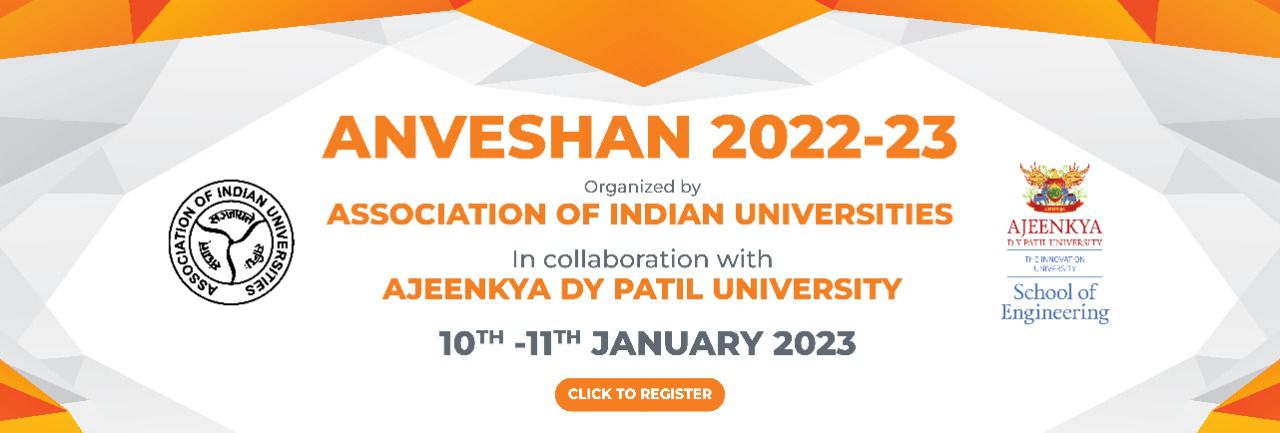 ANVESHAN 2022-23
Organized by
ASSOCIATION OF INDIAN UNIVERSITIES
In collaboration with
AJEENKYA DY PATIL UNIVERSITY
10TH -11TH JANUARY 2023
CLICK TO REGISTER
ASSOCIATION OF INDIAN UNIVERSITIES
AJEENKYA
D Y PATIL UNIVERSITY
THE INNOVATION
UNIVERSITY
School of
Engineering